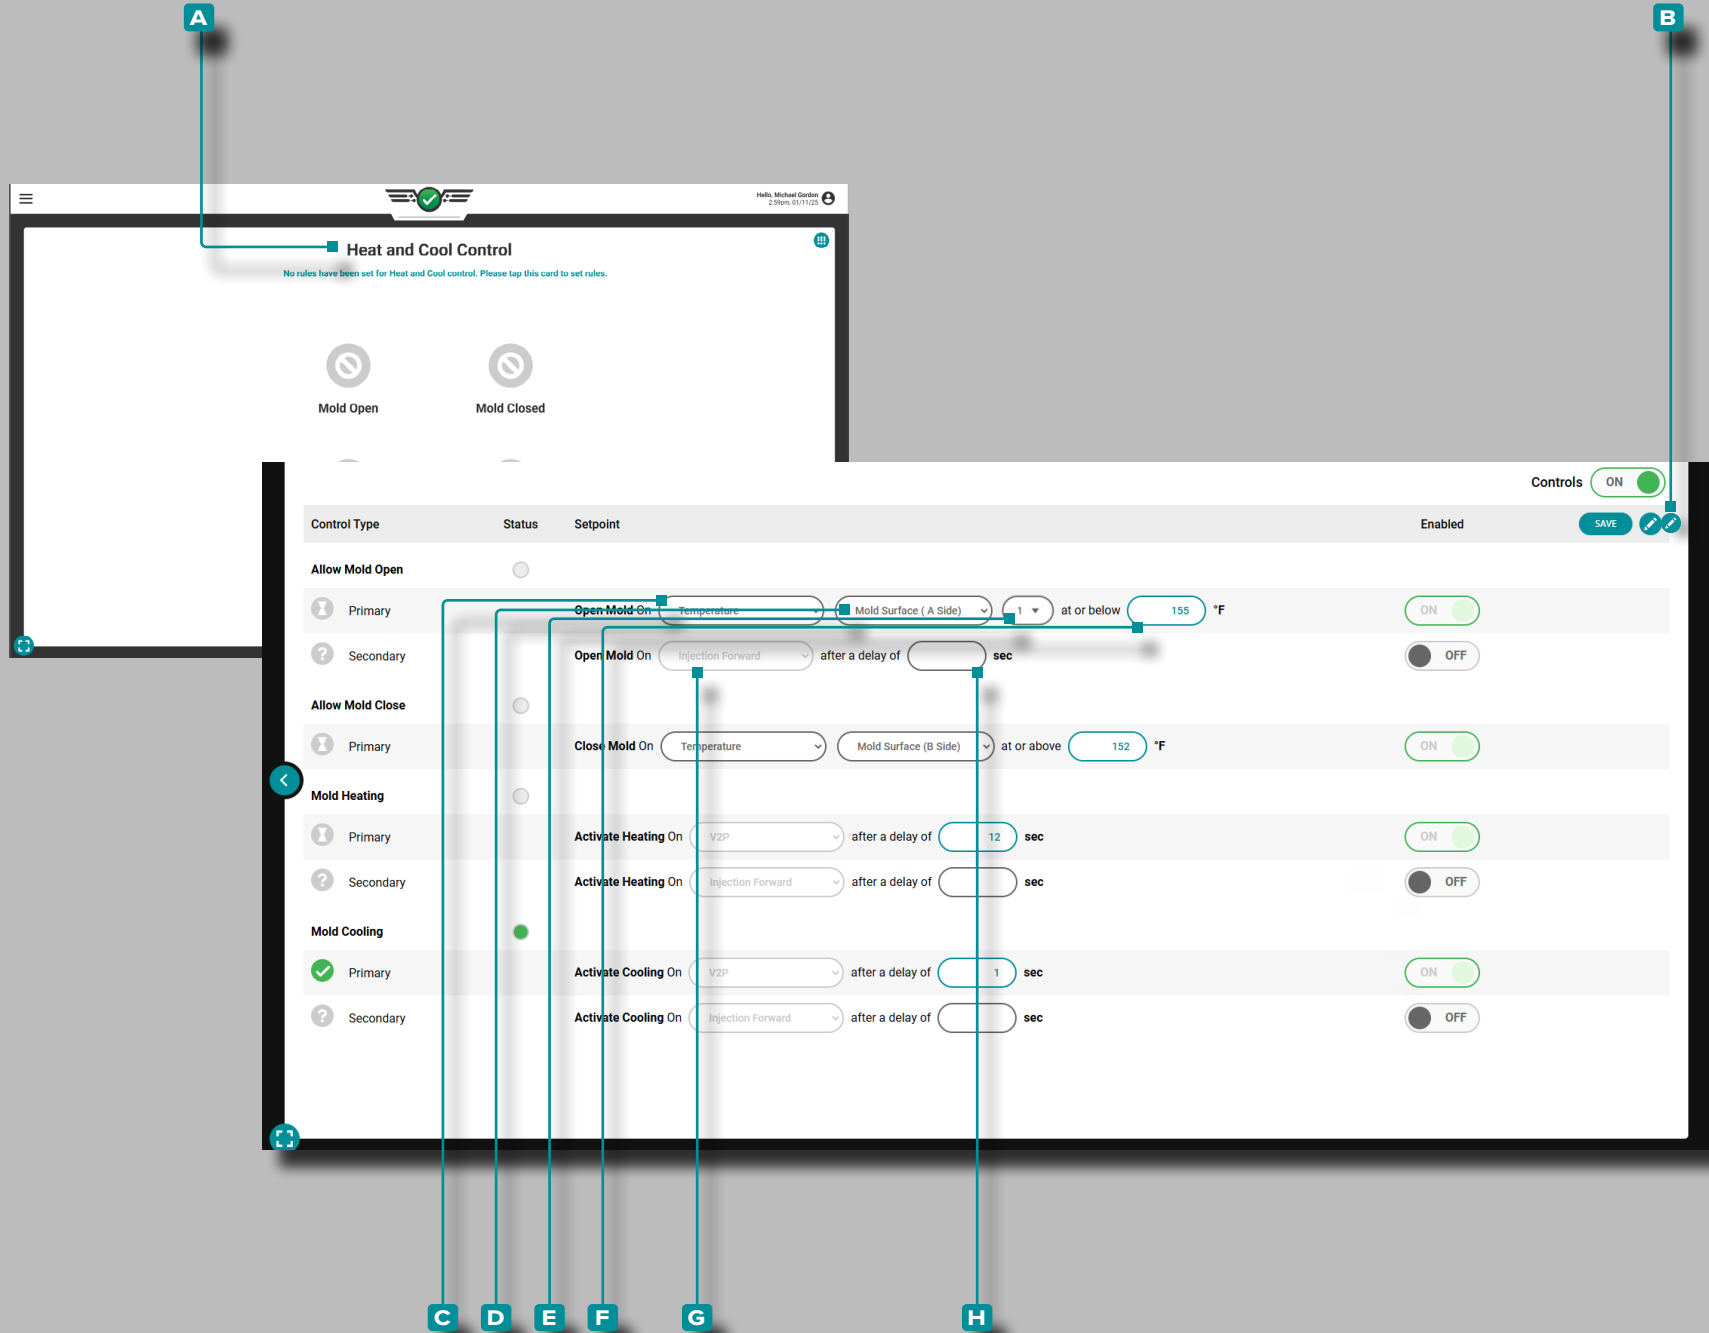 A
B
Hello, Michael Gordon
2:59pm, 01/11/25
Heat and Cool Control
No rules have been set for Heat and Cool control. Please tap this card to set rules.
Mold Open
Mold Closed
Controls ON
Control Type Status Setpoint Enabled SAVE
Allow Mold Open
Primary Open Mold On Temperature Mold Surface ( A Side) 1 at or below 155 °F ON
Secondary Open Mold On Injection Forward after a delay of sec OFF
Allow Mold Close
Primary Close Mold On Temperature Mold Surface (B Side) at or above 152 °F ON
Mold Heating
Primary Activate Heating On V2P after a delay of 12 sec ON
Secondary Activate Heating On Injection Forward after a delay of sec OFF
Mold Cooling
Primary Activate Cooling On V2P after a delay of 1 sec ON
Secondary Activate Cooling On Injection Forward after a delay of sec OFF
C D E F G H